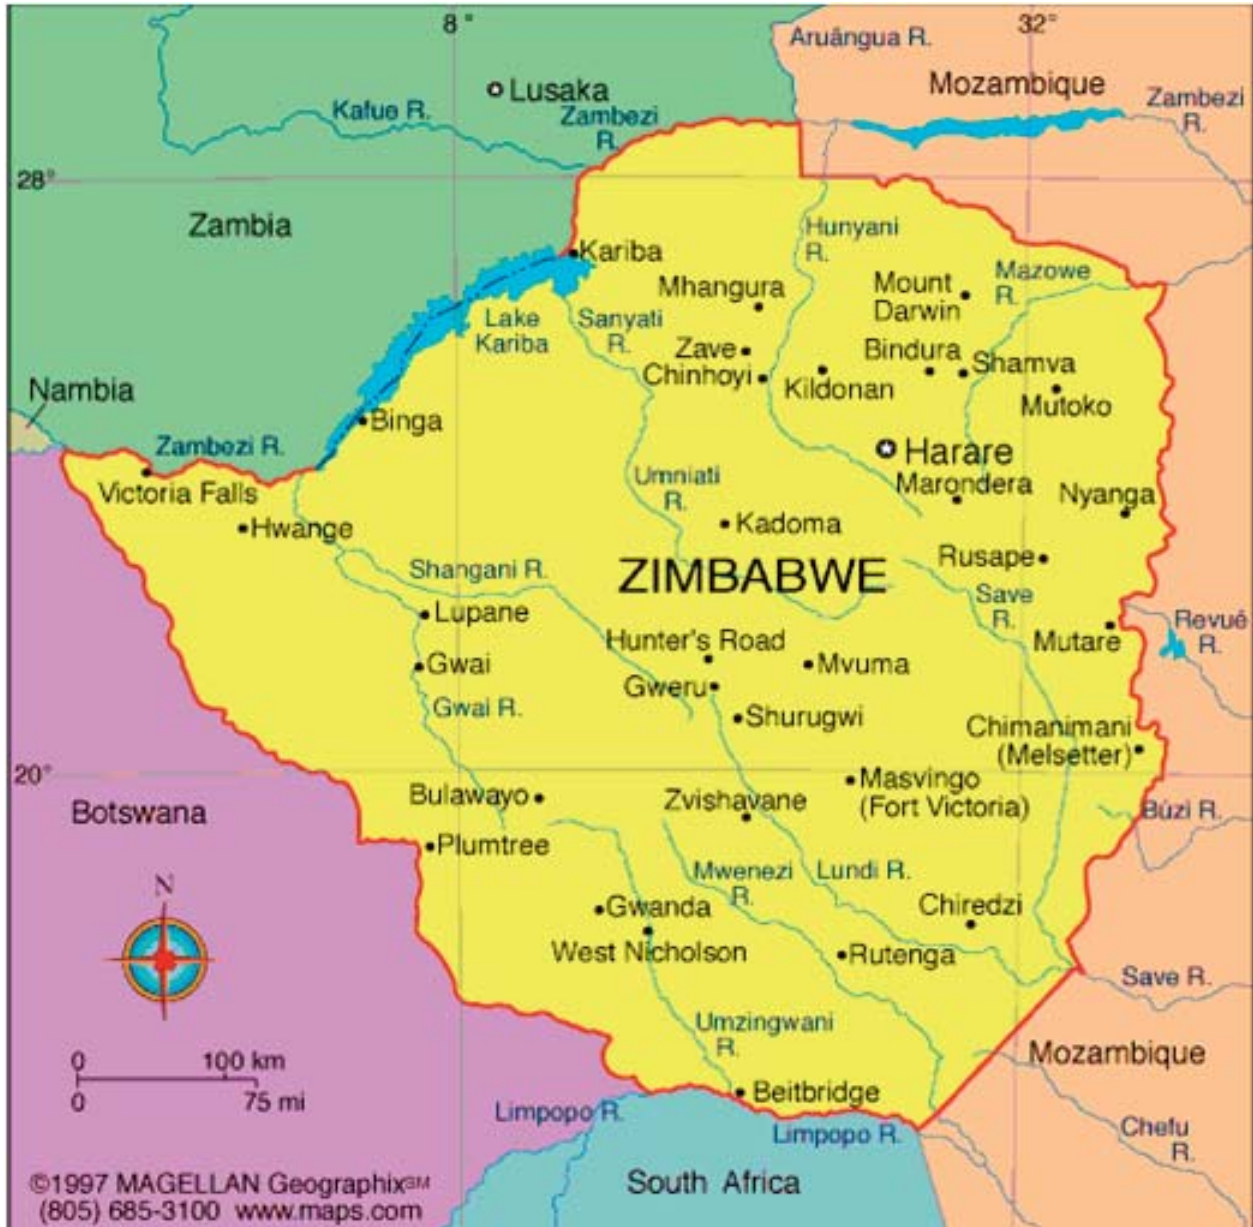 8°
32°
Aruângua R.
Mozambique
Lusaka
Kafue R.
Zambezi
R.
Zambezi
R.
28°
Zambia
Hunyani
R.
Kariba
Mazowe
R.
Mhangura
Mount
Darwin
Lake
Kariba
Sanyati
R.
Zave
Bindura
Shamva
Chinhoyi
Kildonan
Nambia
Mutoko
Binga
Zambezi R.
Harare
Victoria Falls
Umniati
R.
Marondera
Nyanga
Hwange
Kadoma
Rusape
Shangani R.
ZIMBABWE
Save
R.
Lupane
Revué
R.
Hunter's Road
Mutare
Gwai
Mvuma
Gweru
Gwai R.
Shurugwi
Chimanimani
(Melsetter)
20°
Bulawayo
Zvishavane
Masvingo
(Fort Victoria)
Botswana
Búzi R.
Plumtree
Mwenezi
R.
Lundi R.
N
Gwanda
Chiredzi
West Nicholson
Rutenga
Save R.
Umzingwani
R.
0 100 km
0 75 mi
Mozambique
Beitbridge
Limpopo R.
Limpopo R.
Chefu
R.
South Africa
©1997 MAGELLAN Geographix℠
(805) 685-3100 www.maps.com